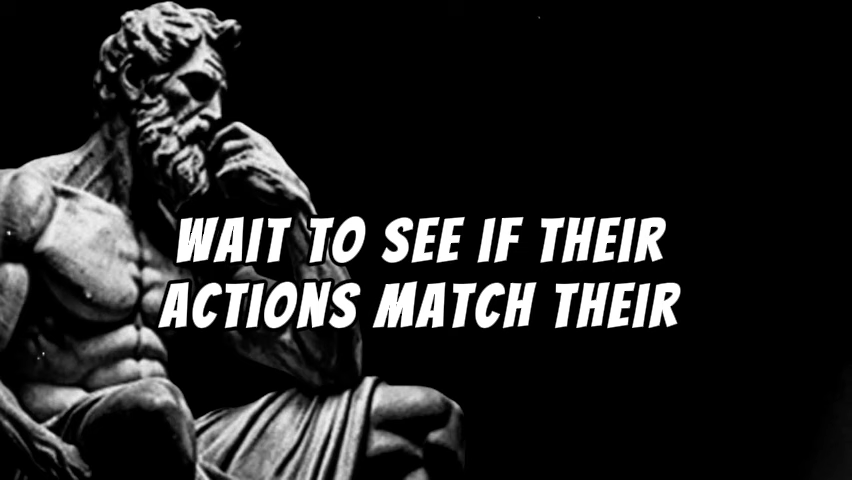 WAIT TO SEE IF THEIR
ACTIONS MATCH THEIR